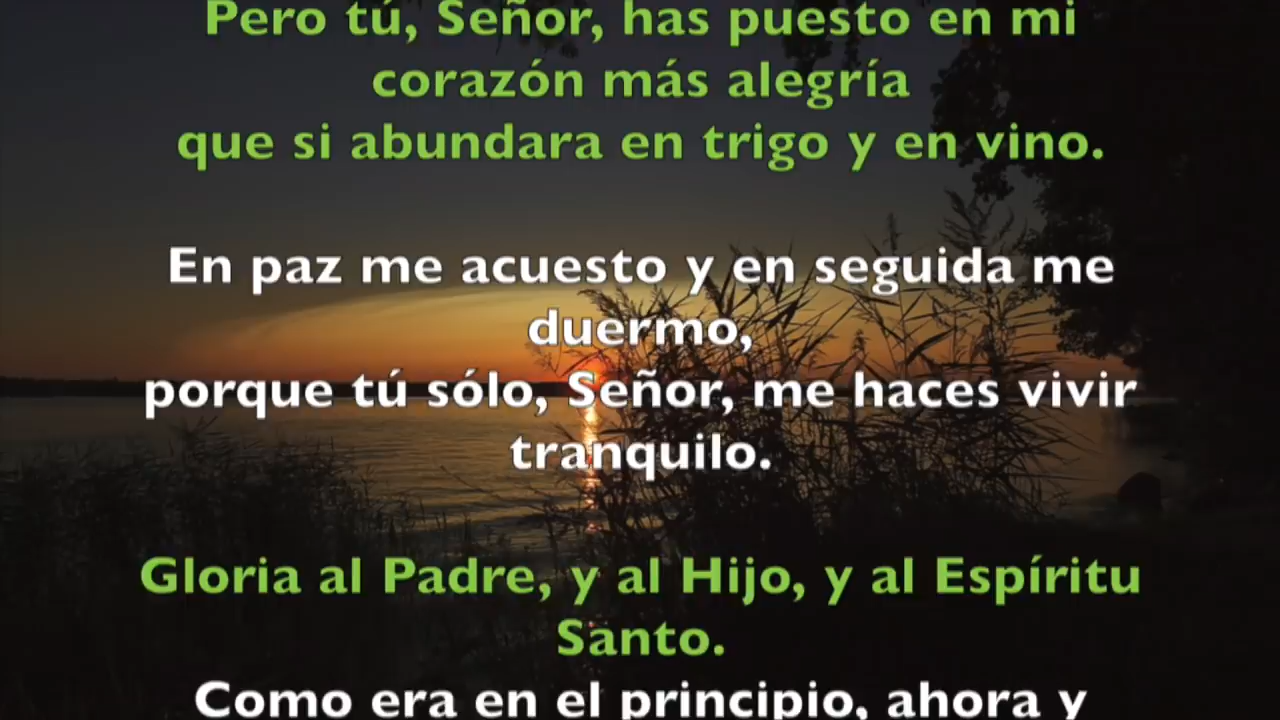 Pero tú, Señor, has puesto en mi
corazón más alegría
que si abundara en trigo y en vino.
En paz me acuesto y en seguida me
duermo,
porque tú sólo, Señor, me haces vivir
tranquilo.
Gloria al Padre, y al Hijo, y al Espíritu
Santo.
Como era en el principio, ahora y